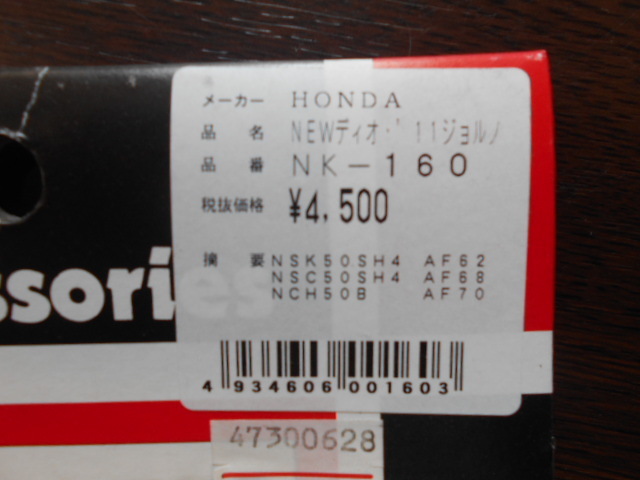 メーカー HONDA
品名 NEWディオ・'11ジョルノ
品番 NK-160
税抜価格 ¥4,500
摘要 NSK50SH4 AF62
NSC50SH4 AF68
NCH50B AF70
ssories
4 934606 001603
47300628